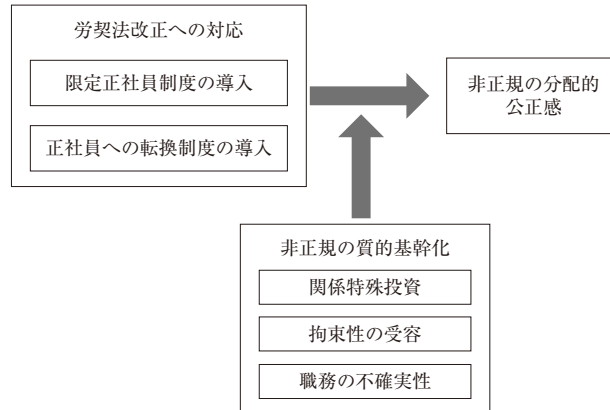 労契法改正への対応
限定正社員制度の導入
正社員への転換制度の導入
非正規の分配的
公正感
非正規の質的基幹化
関係特殊投資
拘束性の受容
職務の不確実性